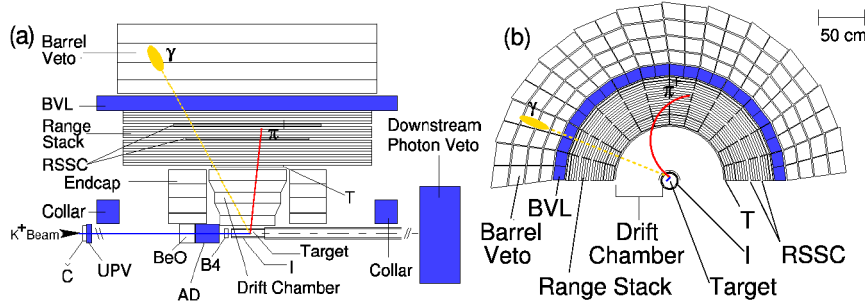 (a)
Barrel
Veto
γ
BVL
Range
Stack
π
RSSC
Endcap
T
Downstream
Photon Veto
Collar
K+Beam
Č
UPV
BeO
AD
B4
Target
I
Drift Chamber
Collar
(b)
50 cm
π+
γ
BVL
Barrel
Veto
Drift
Chamber
Range Stack
T
I
RSSC
Target